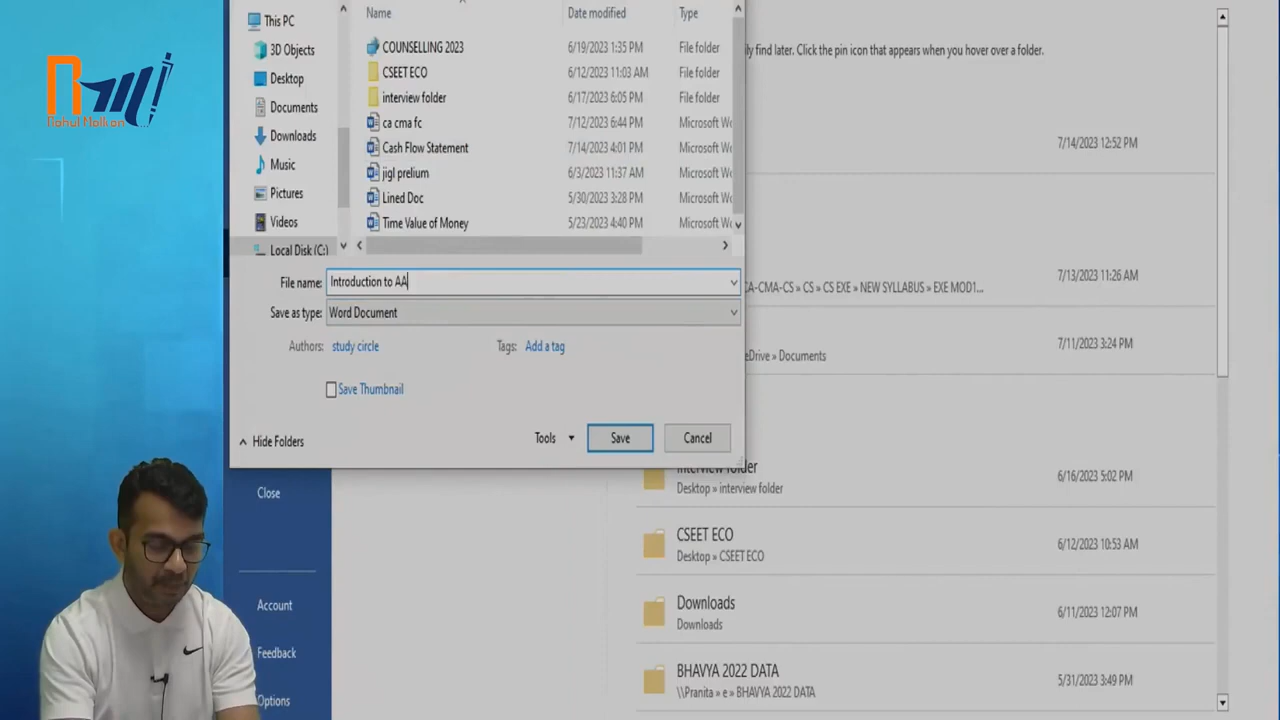 Rahul Malkan
This PC
3D Objects
Desktop
Documents
Downloads
Music
Pictures
Videos
Local Disk (C:)
Name Date modified Type
COUNSELLING 2023 6/19/2023 1:35 PM File folder
CSEET ECO 6/12/2023 11:03 AM File folder
interview folder 6/17/2023 6:05 PM File folder
ca cma fc 7/12/2023 6:44 PM Microsoft Wo
Cash Flow Statement 7/14/2023 4:01 PM Microsoft Wo
jigl prelium 6/3/2023 11:37 AM Microsoft Wo
Lined Doc 5/30/2023 3:28 PM Microsoft Wo
Time Value of Money 5/23/2023 4:40 PM Microsoft Wo
File name: Introduction to AA
Save as type: Word Document
Authors: study circle Tags: Add a tag
Save Thumbnail
Hide Folders Tools Save Cancel
ly find later. Click the pin icon that appears when you hover over a folder.
7/14/2023 12:52 PM
7/13/2023 11:26 AM
CA-CMA-CS » CS » CS EXE » NEW SYLLABUS » EXE MOD1...
7/11/2023 3:24 PM
eDrive » Documents
interview folder
Desktop » interview folder
6/16/2023 5:02 PM
CSEET ECO
Desktop » CSEET ECO
6/12/2023 10:53 AM
Downloads
Downloads
6/11/2023 12:07 PM
BHAVYA 2022 DATA
\\Pranita » e » BHAVYA 2022 DATA
5/31/2023 3:49 PM
Close
Account
Feedback
Options